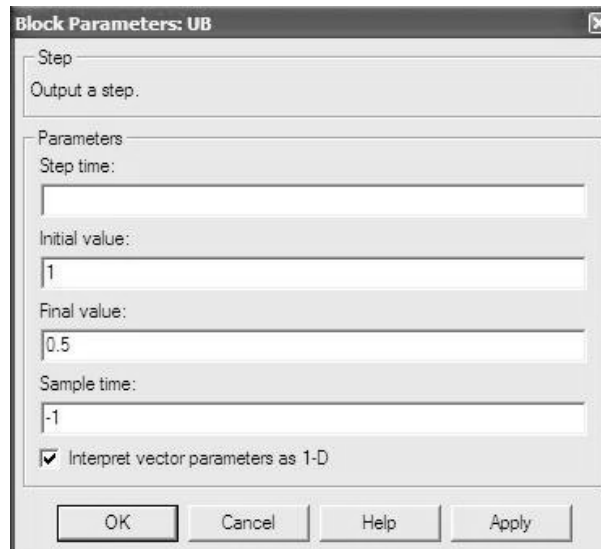 Block Parameters: UB
Step
Output a step.
Parameters
Step time:
Initial value:
1
Final value:
0.5
Sample time:
-1
Interpret vector parameters as 1-D
OK Cancel Help Apply